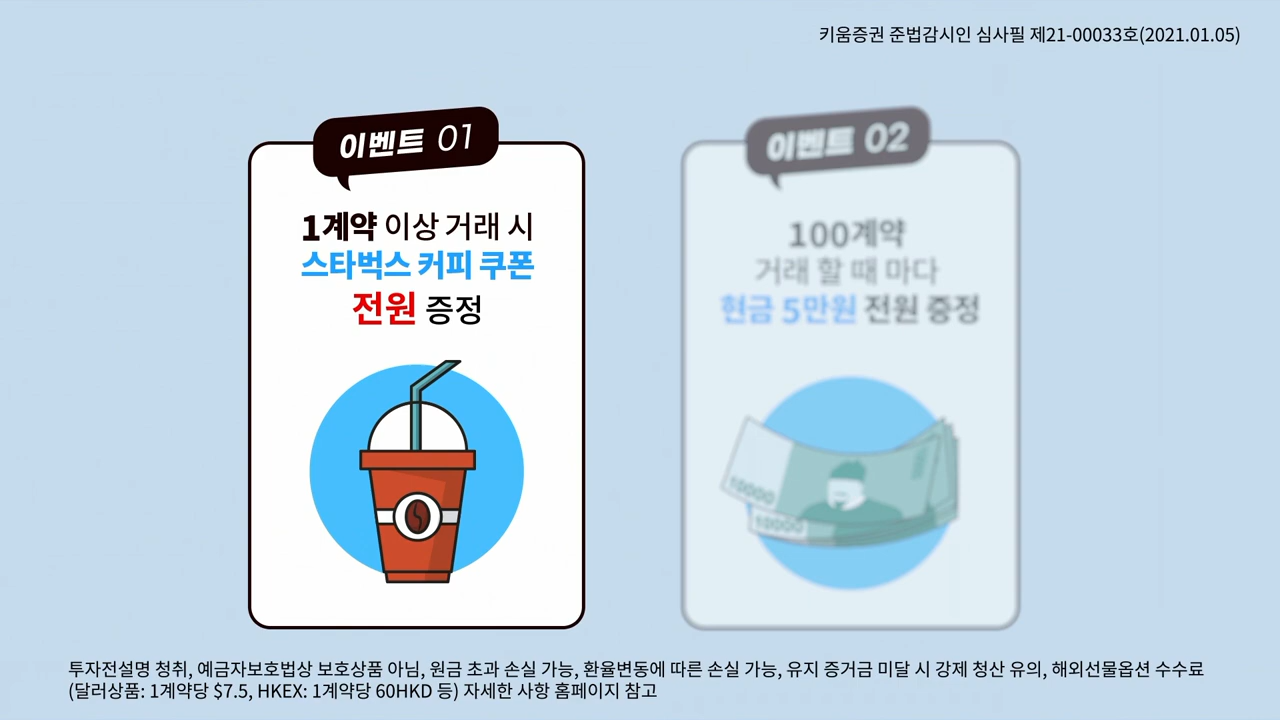 키움증권 준법감시인 심사필 제21-00033호(2021.01.05)
이벤트 01
1계약 이상 거래 시
스타벅스 커피 쿠폰
전원 증정
이벤트 02
100계약
거래 할 때 마다
현금 5만원 전원 증정
10000
10000
투자전설명 청취, 예금자보호법상 보호상품 아님, 원금 초과 손실 가능, 환율변동에 따른 손실 가능, 유지 증거금 미달 시 강제 청산 유의, 해외선물옵션 수수료
(달러상품: 1계약당 $7.5, HKEX: 1계약당 60HKD 등) 자세한 사항 홈페이지 참고